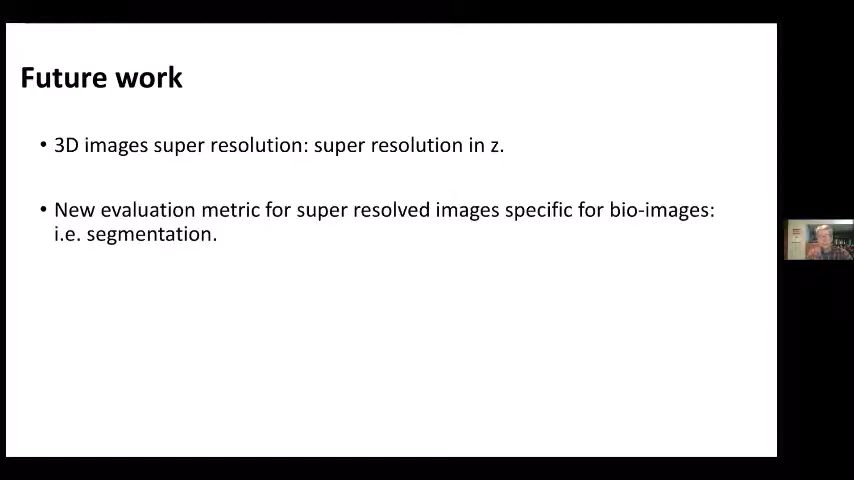 Future work
• 3D images super resolution: super resolution in z.
• New evaluation metric for super resolved images specific for bio-images:
i.e. segmentation.